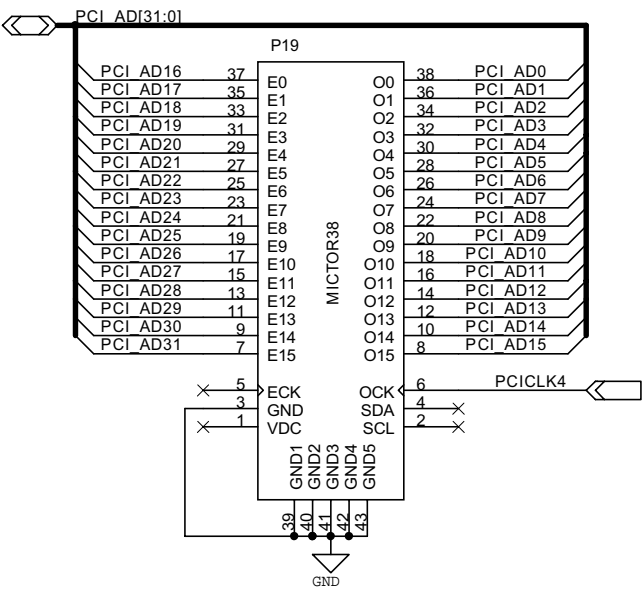 PCI_AD[31:0]
P19
PCI_AD16 37 E0 O0 38 PCI_AD0
PCI_AD17 35 E1 O1 36 PCI_AD1
PCI_AD18 33 E2 O2 34 PCI_AD2
PCI_AD19 31 E3 O3 32 PCI_AD3
PCI_AD20 29 E4 O4 30 PCI_AD4
PCI_AD21 27 E5 O5 28 PCI_AD5
PCI_AD22 25 E6 O6 26 PCI_AD6
PCI_AD23 23 E7 O7 24 PCI_AD7
PCI_AD24 21 E8 O8 22 PCI_AD8
PCI_AD25 19 E9 O9 20 PCI_AD9
PCI_AD26 17 E10 O10 18 PCI_AD10
PCI_AD27 15 E11 O11 16 PCI_AD11
PCI_AD28 13 E12 O12 14 PCI_AD12
PCI_AD29 11 E13 O13 12 PCI_AD13
PCI_AD30 9 E14 O14 10 PCI_AD14
PCI_AD31 7 E15 O15 8 PCI_AD15
MICTOR38
5 ECK OCK 6 PCICLK4
3 GND SDA 4
1 VDC SCL 2
GND1 GND2 GND3 GND4 GND5
39 40 41 42 43
GND